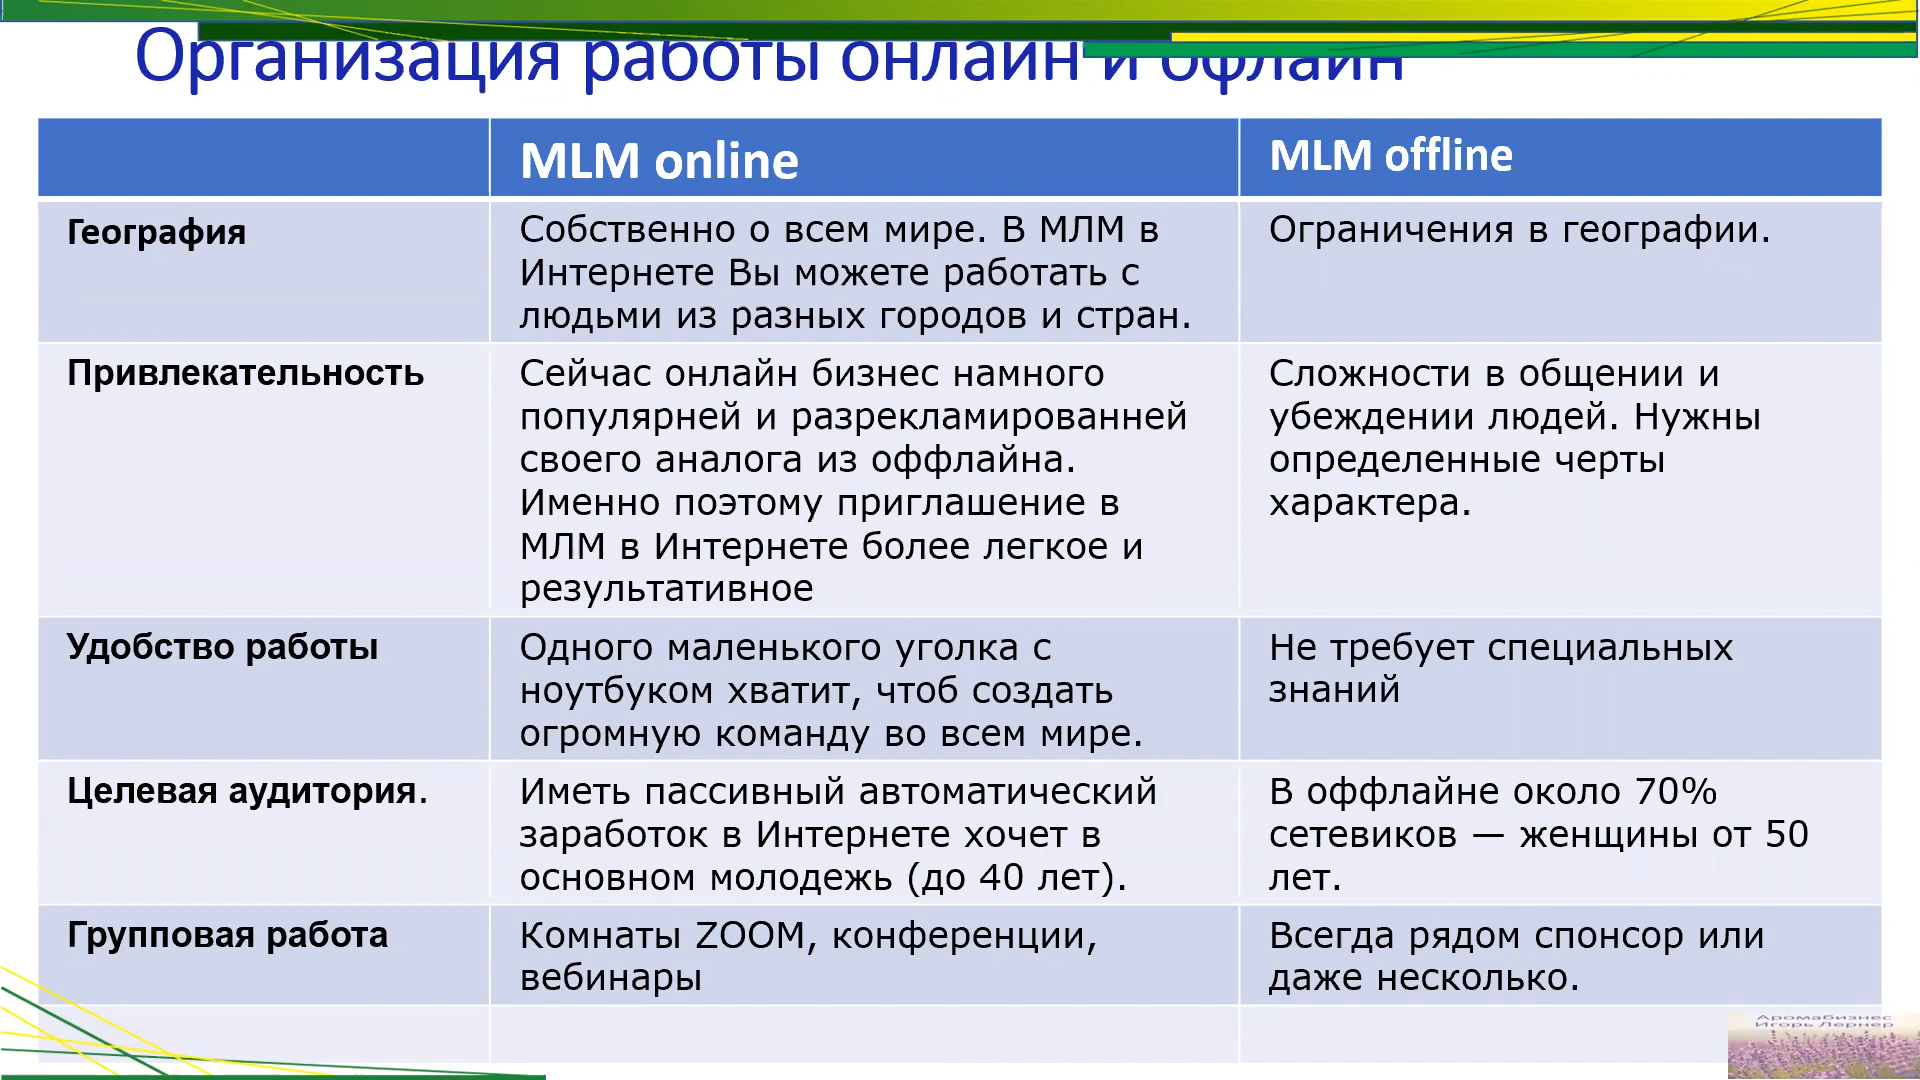 Организация работы онлайн и офлайн
MLM online
MLM offline
География
Собственно о всем мире. В МЛМ в
Интернете Вы можете работать с
людьми из разных городов и стран.
Ограничения в географии.
Привлекательность
Сейчас онлайн бизнес намного
популярней и разрекламированней
своего аналога из оффлайна.
Именно поэтому приглашение в
МЛМ в Интернете более легкое и
результативное
Сложности в общении и
убеждении людей. Нужны
определенные черты
характера.
Удобство работы
Одного маленького уголка с
ноутбуком хватит, чтоб создать
огромную команду во всем мире.
Не требует специальных
знаний
Целевая аудитория.
Иметь пассивный автоматический
заработок в Интернете хочет в
основном молодежь (до 40 лет).
В оффлайне около 70%
сетевиков — женщины от 50
лет.
Групповая работа
Комнаты ZOOM, конференции,
вебинары
Всегда рядом спонсор или
даже несколько.
Аромабизнес
Игорь Лернер